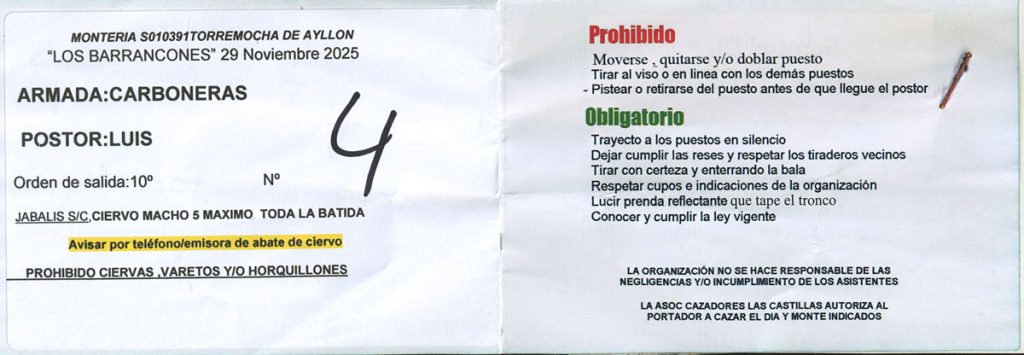 MONTERIA S010391TORREMOCHA DE AYLLON
“LOS BARRANCONES” 29 Noviembre 2025
ARMADA:CARBONERAS
POSTOR:LUIS
4
Orden de salida:10º Nº
JABALIS S/C,CIERVO MACHO 5 MAXIMO TODA LA BATIDA
Avisar por teléfono/emisora de abate de ciervo
PROHIBIDO CIERVAS ,VARETOS Y/O HORQUILLONES
Prohibido
Moverse , quitarse y/o doblar puesto
Tirar al viso o en linea con los demás puestos
- Pistear o retirarse del puesto antes de que llegue el postor
Obligatorio
Trayecto a los puestos en silencio
Dejar cumplir las reses y respetar los tiraderos vecinos
Tirar con certeza y enterrando la bala
Respetar cupos e indicaciones de la organización
Lucir prenda reflectante que tape el tronco
Conocer y cumplir la ley vigente
LA ORGANIZACIÓN NO SE HACE RESPONSABLE DE LAS
NEGLIGENCIAS Y/O INCUMPLIMIENTO DE LOS ASISTENTES
LA ASOC CAZADORES LAS CASTILLAS AUTORIZA AL
PORTADOR A CAZAR EL DIA Y MONTE INDICADOS